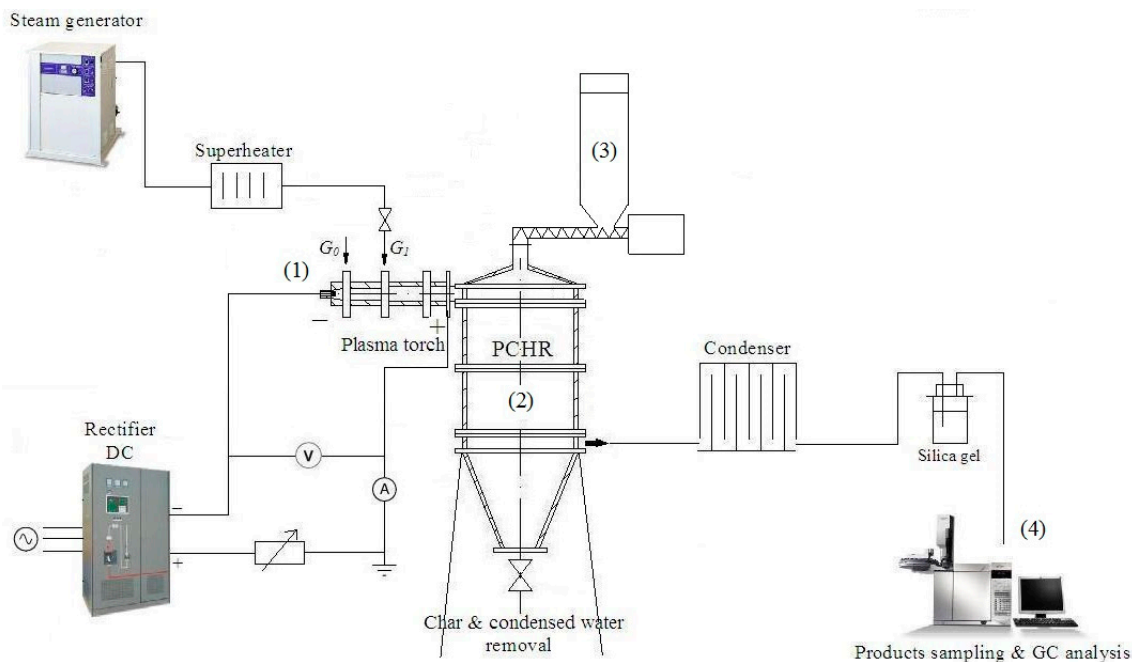 Steam generator
Superheater
(3)
G₀
G₁
(1)
−
+
Plasma torch
PCHR
(2)
Condenser
Silica gel
Rectifier
DC
V
A
−
+
(4)
Char & condensed water
removal
Products sampling & GC analysis